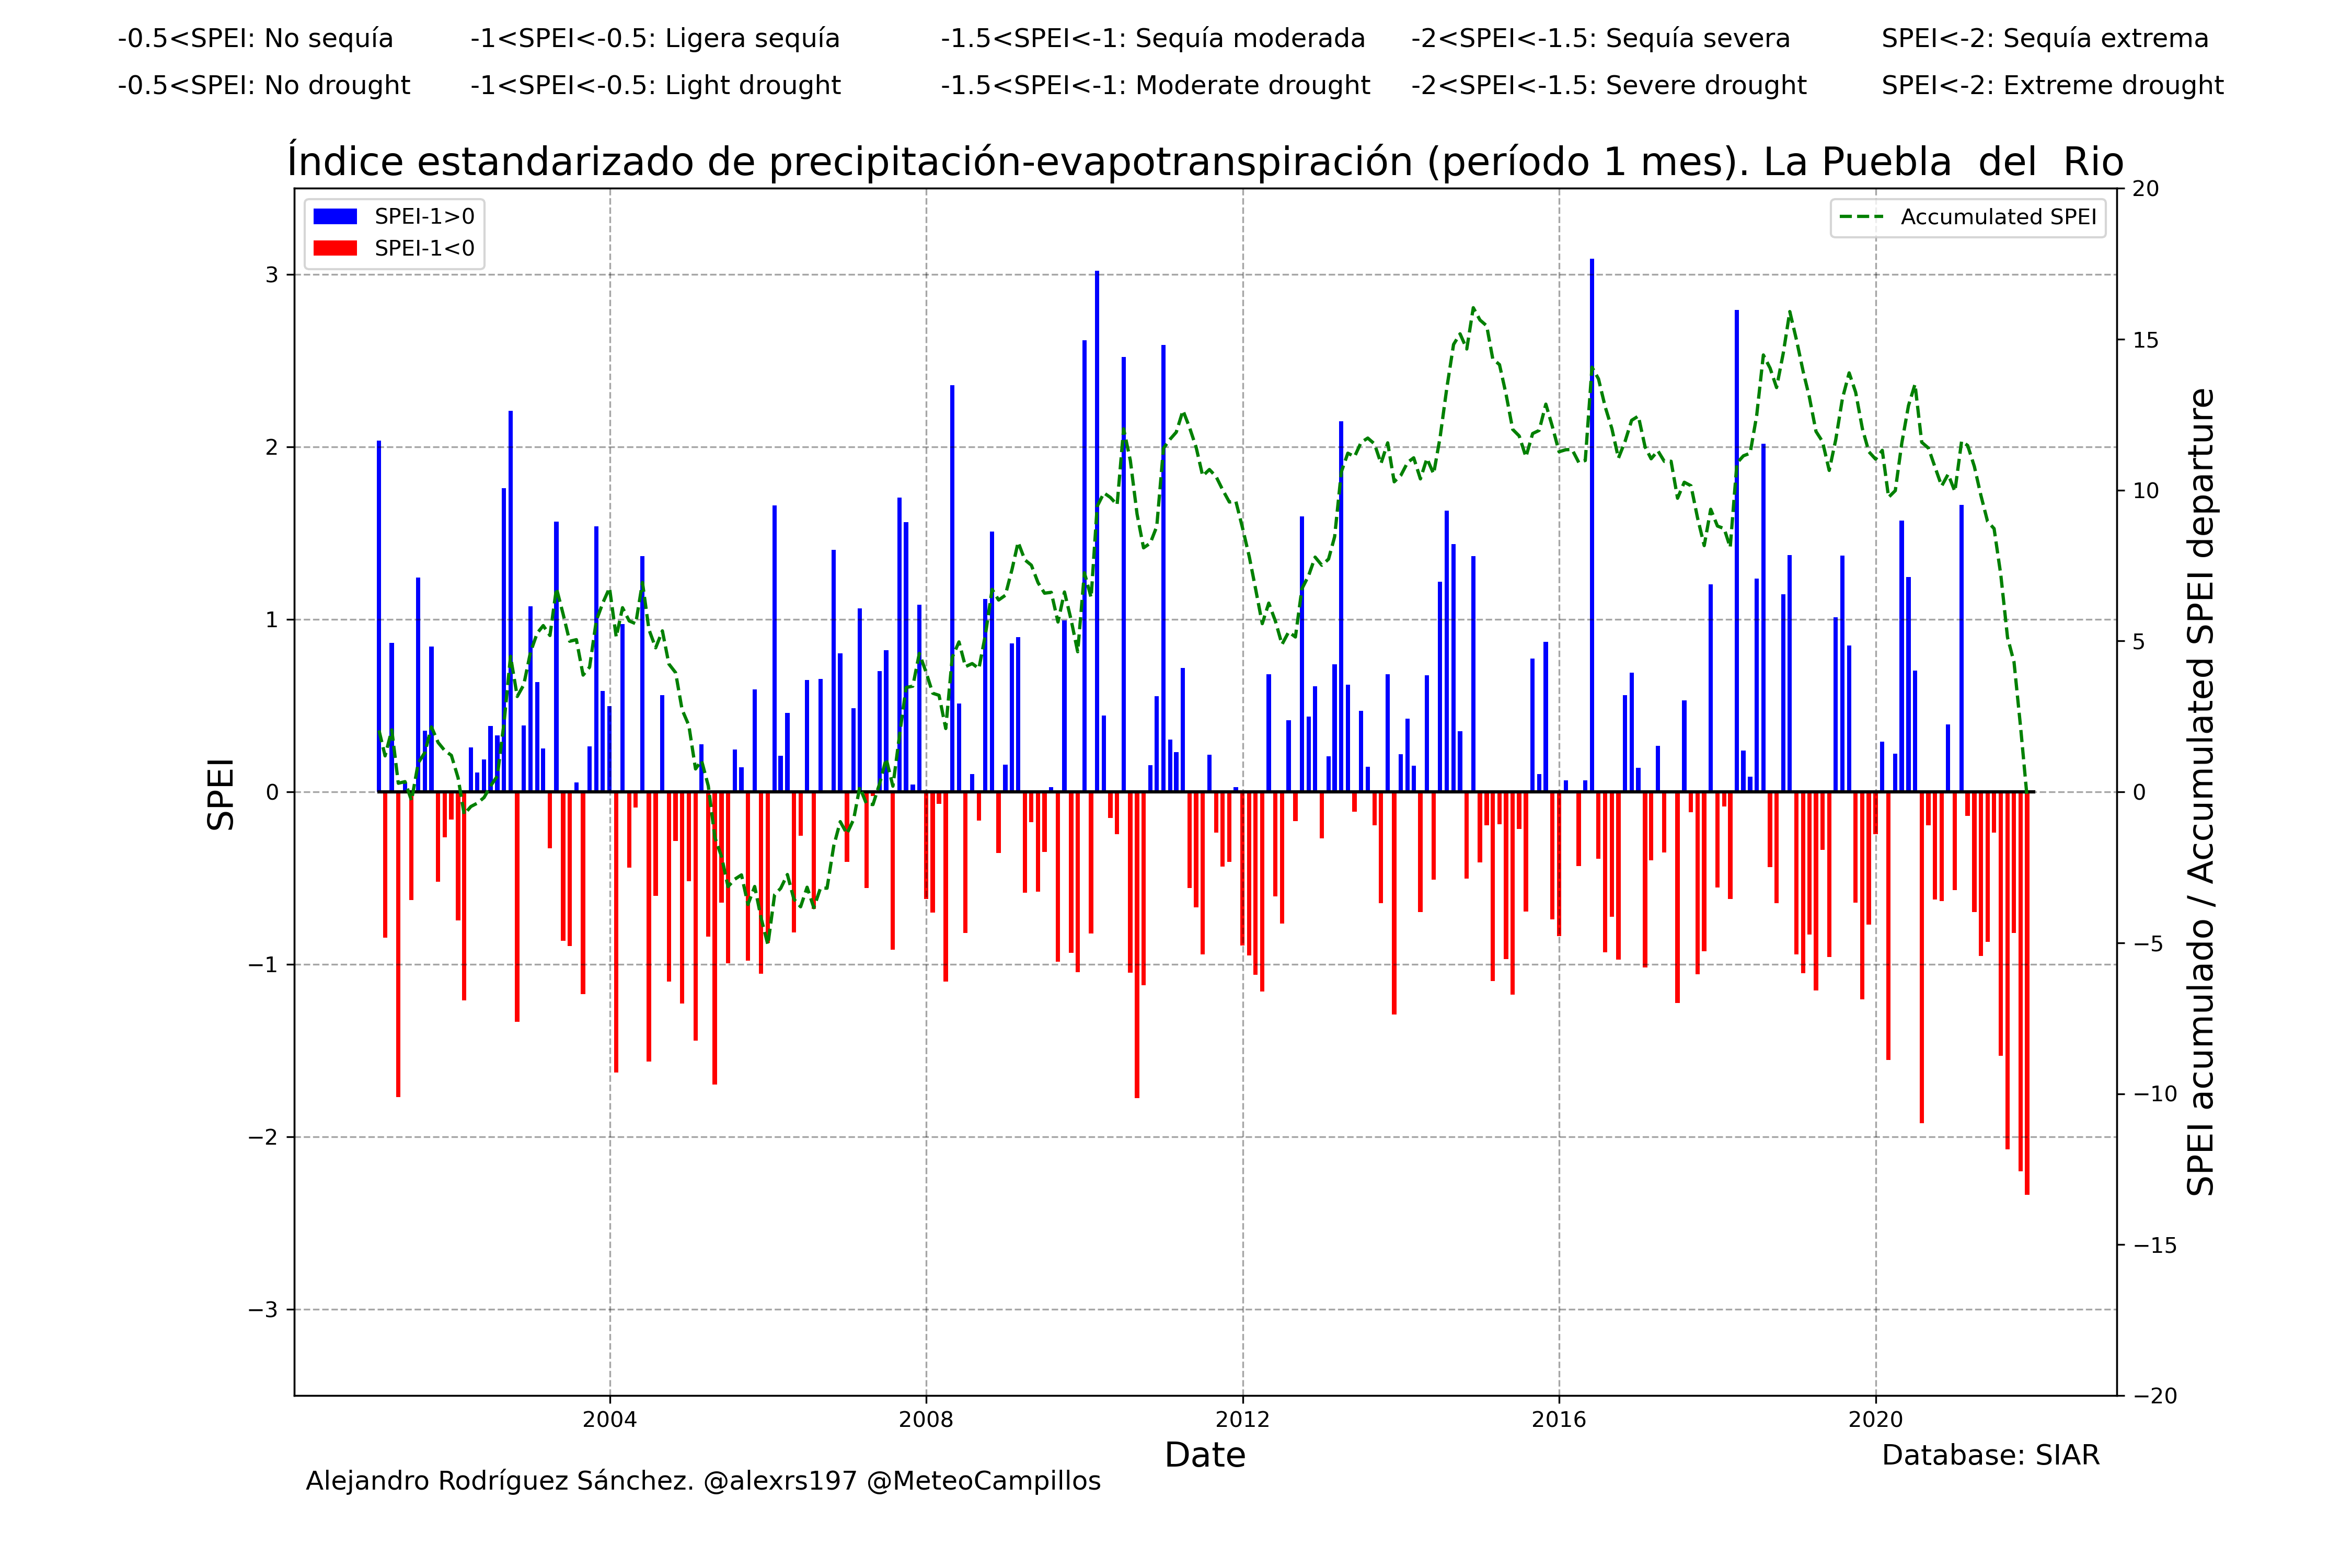 -0.5<SPEI: No sequía -1<SPEI<-0.5: Ligera sequía -1.5<SPEI<-1: Sequía moderada -2<SPEI<-1.5: Sequía severa SPEI<-2: Sequía extrema
-0.5<SPEI: No drought -1<SPEI<-0.5: Light drought -1.5<SPEI<-1: Moderate drought -2<SPEI<-1.5: Severe drought SPEI<-2: Extreme drought
Índice estandarizado de precipitación-evapotranspiración (período 1 mes). La Puebla  del  Rio
SPEI-1>0
SPEI-1<0
Accumulated SPEI
SPEI
3
2
1
0
−1
−2
−3
20
15
10
5
0
−5
−10
−15
−20
SPEI acumulado / Accumulated SPEI departure
2004 2008 2012 2016 2020
Date
Database: SIAR
Alejandro Rodríguez Sánchez. @alexrs197 @MeteoCampillos